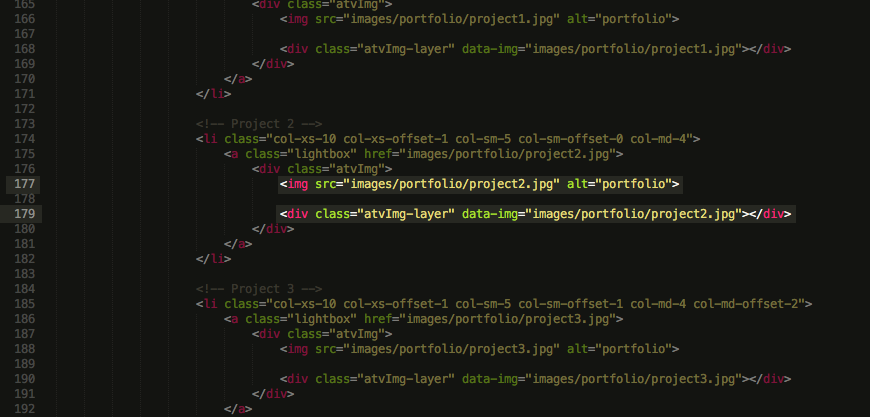 165 <div class="atvImg">
166 <img src="images/portfolio/project1.jpg" alt="portfolio">
167
168 <div class="atvImg-layer" data-img="images/portfolio/project1.jpg"></div>
169 </div>
170 </a>
171 </li>
172
173 <!-- Project 2 -->
174 <li class="col-xs-10 col-xs-offset-1 col-sm-5 col-sm-offset-0 col-md-4">
175 <a class="lightbox" href="images/portfolio/project2.jpg">
176 <div class="atvImg">
177 <img src="images/portfolio/project2.jpg" alt="portfolio">
178
179 <div class="atvImg-layer" data-img="images/portfolio/project2.jpg"></div>
180 </div>
181 </a>
182 </li>
183
184 <!-- Project 3 -->
185 <li class="col-xs-10 col-xs-offset-1 col-sm-5 col-sm-offset-1 col-md-4 col-md-offset-2">
186 <a class="lightbox" href="images/portfolio/project3.jpg">
187 <div class="atvImg">
188 <img src="images/portfolio/project3.jpg" alt="portfolio">
189
190 <div class="atvImg-layer" data-img="images/portfolio/project3.jpg"></div>
191 </div>
192 </a>